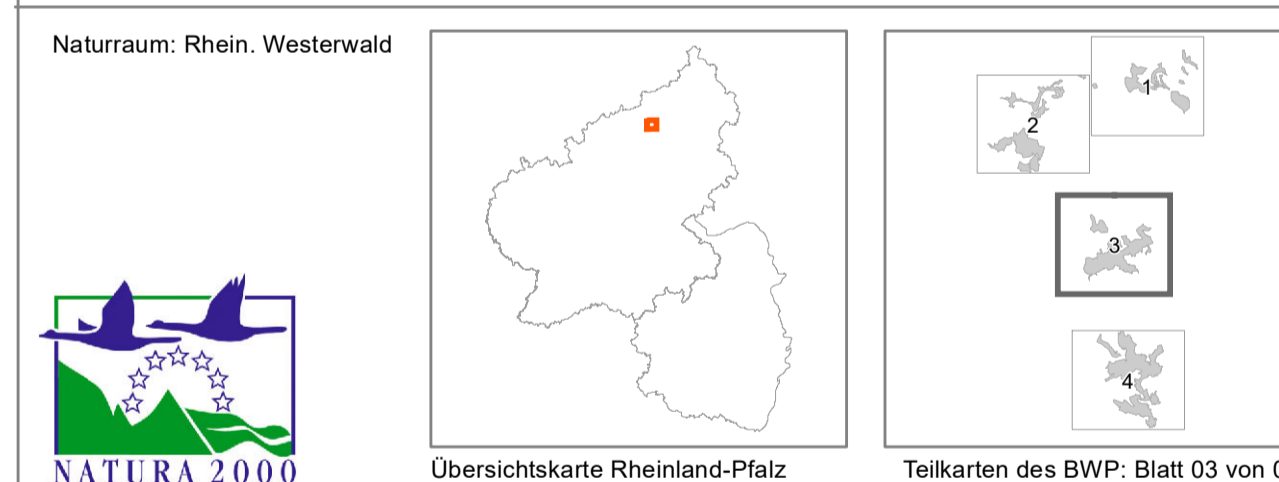 Naturraum: Rhein. Westerwald
1
2
3
4
NATURA 2000
Übersichtskarte Rheinland-Pfalz
Teilkarten des BWP: Blatt 03 von